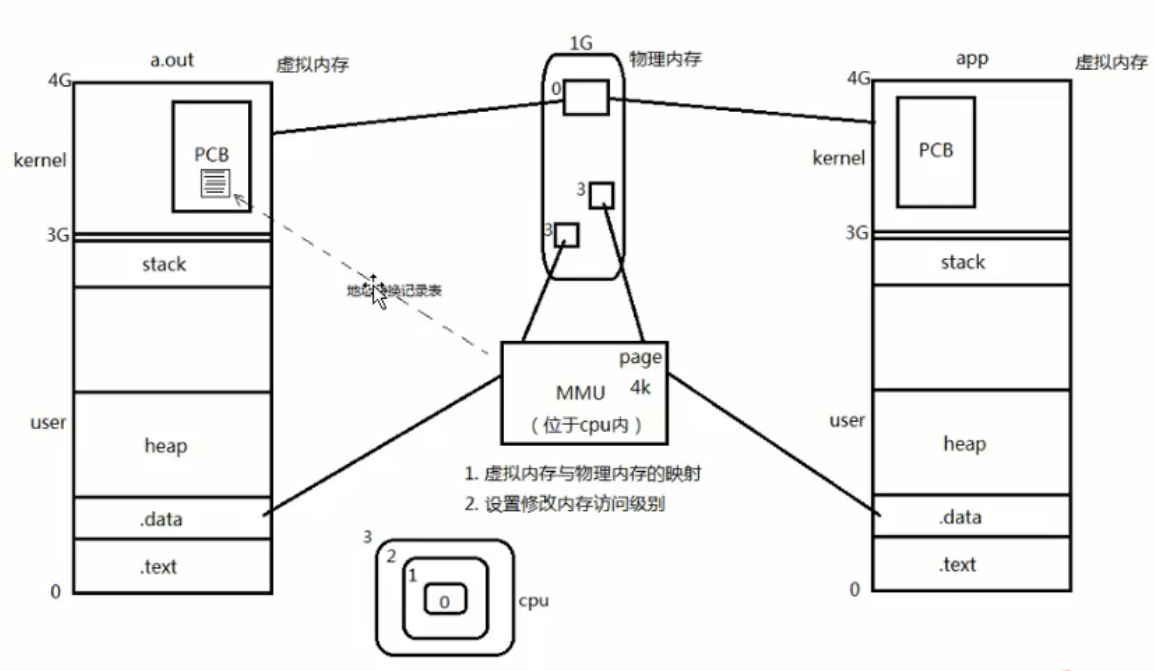 a.out
虚拟内存
4G
kernel
PCB
3G
stack
user
heap
.data
.text
0
地址
换记录表
1G
物理内存
0
3
3
page
4k
MMU
（位于cpu内）
1. 虚拟内存与物理内存的映射
2. 设置修改内存访问级别
3
2
1
0
cpu
app
虚拟内存
4G
kernel
PCB
3G
stack
user
heap
.data
.text
0